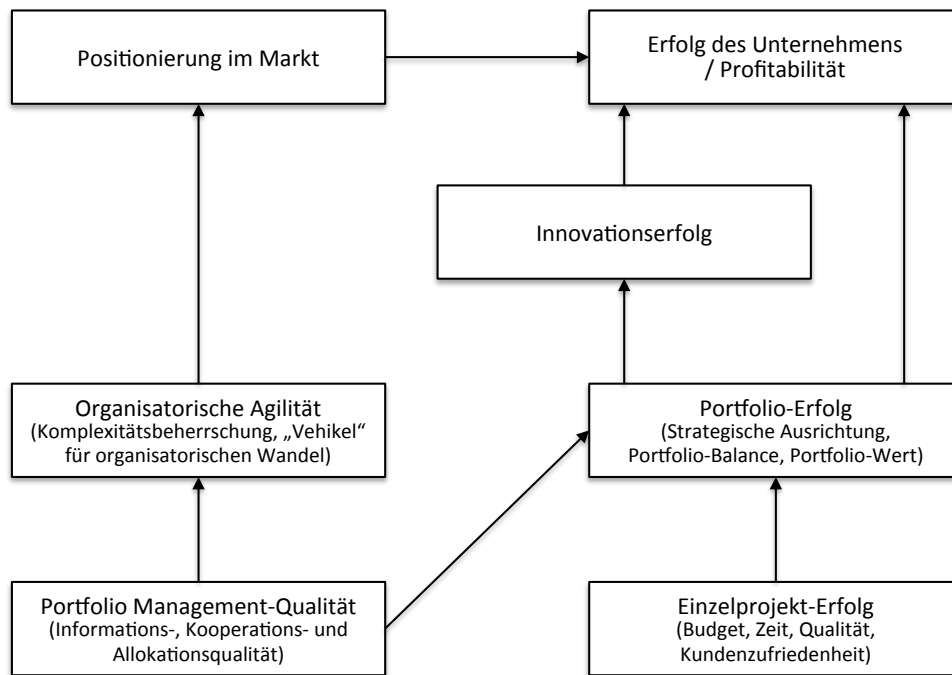 Positionierung im Markt
Erfolg des Unternehmens
/ Profitabilität
Innovationserfolg
Organisatorische Agilität
(Komplexitätsbeherrschung, „Vehikel“
für organisatorischen Wandel)
Portfolio-Erfolg
(Strategische Ausrichtung,
Portfolio-Balance, Portfolio-Wert)
Portfolio Management-Qualität
(Informations-, Kooperations- und
Allokationsqualität)
Einzelprojekt-Erfolg
(Budget, Zeit, Qualität,
Kundenzufriedenheit)